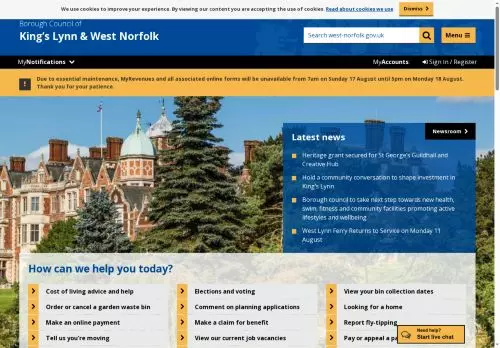 We use cookies to improve your experience. By viewing our content you are accepting the use of cookies. Read about cookies we use
Dismiss
Borough Council of
King's Lynn & West Norfolk
Search west-norfolk.gov.uk
Menu
MyNotifications
MyAccounts
Sign In / Register
Due to essential maintenance, MyRevenues and all associated online forms will be unavailable from 7am on Sunday 17 August until 5pm on Monday 18 August.
Thank you for your patience.
Newsroom
Latest news
Heritage grant secured for St George's Guildhall and
Creative Hub
Hold a community conversation to shape investment in
King's Lynn
Borough council to take next step towards new health,
swim, fitness and community facilities promoting active
lifestyles and wellbeing
West Lynn Ferry Returns to Service on Monday 11
August
How can we help you today?
Cost of living advice and help
Elections and voting
View your bin collection dates
Order or cancel a garden waste bin
Comment on planning applications
Looking for a home
Make an online payment
Make a claim for benefit
Report fly-tipping
Tell us you're moving
View our current job vacancies
Pay or appeal a pa
Need help?
Start live chat